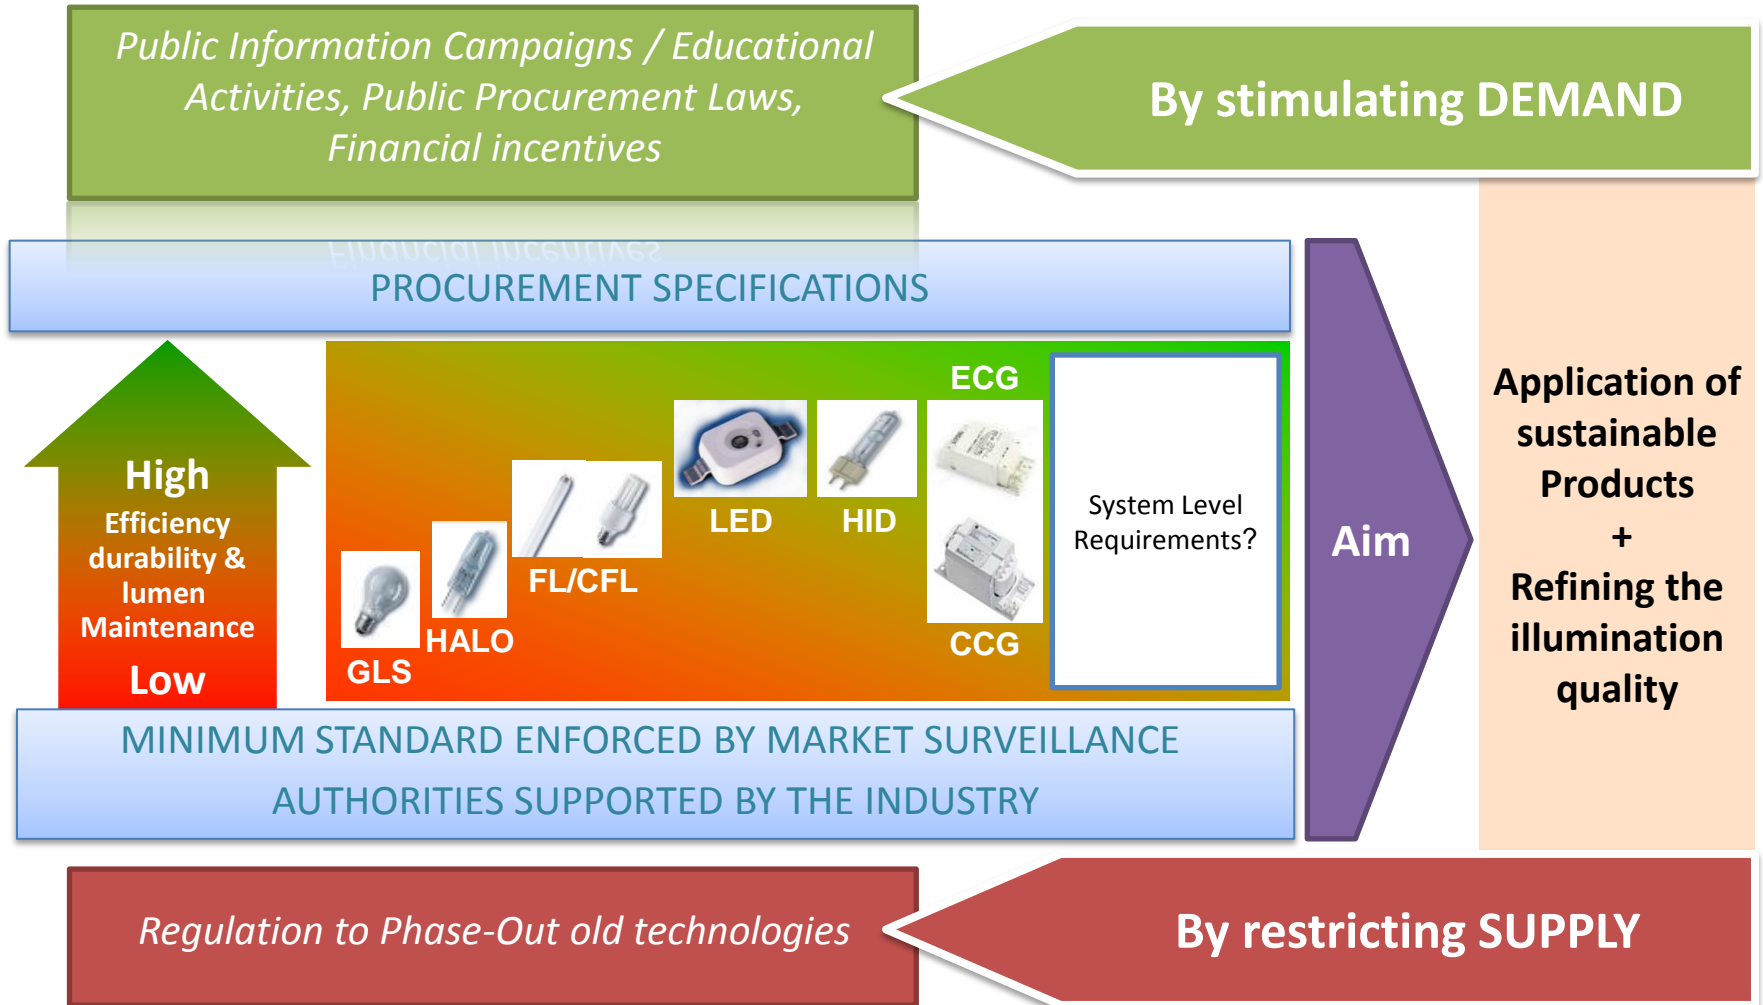 Public Information Campaigns / Educational
Activities, Public Procurement Laws,
Financial incentives
By stimulating DEMAND
Financial incentives
PROCUREMENT SPECIFICATIONS
High
Efficiency
durability &
lumen
Maintenance
Low
GLS
HALO
FL/CFL
LED
HID
ECG
CCG
System Level
Requirements?
Aim
Application of
sustainable
Products
+
Refining the
illumination
quality
MINIMUM STANDARD ENFORCED BY MARKET SURVEILLANCE
AUTHORITIES SUPPORTED BY THE INDUSTRY
Regulation to Phase-Out old technologies
By restricting SUPPLY